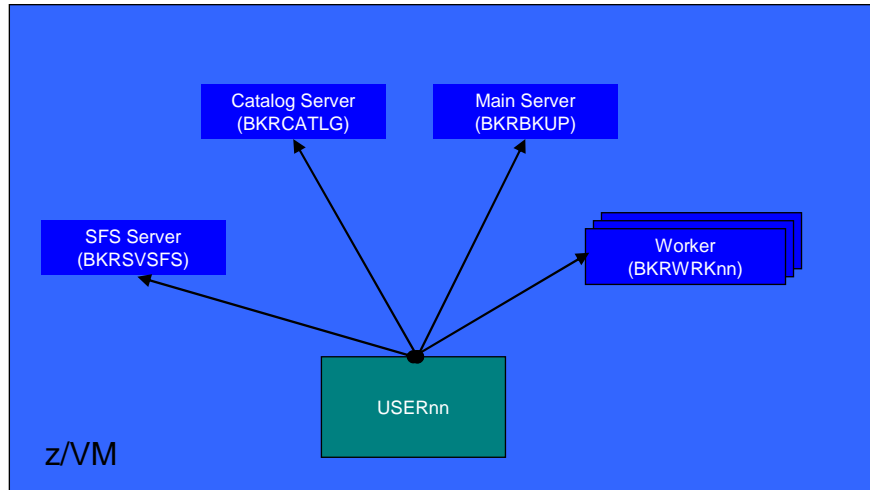 Catalog Server
(BKRCATLG)
Main Server
(BKRBKUP)
SFS Server
(BKRSVSFS)
Worker
(BKRWRKnn)
USERnn
z/VM